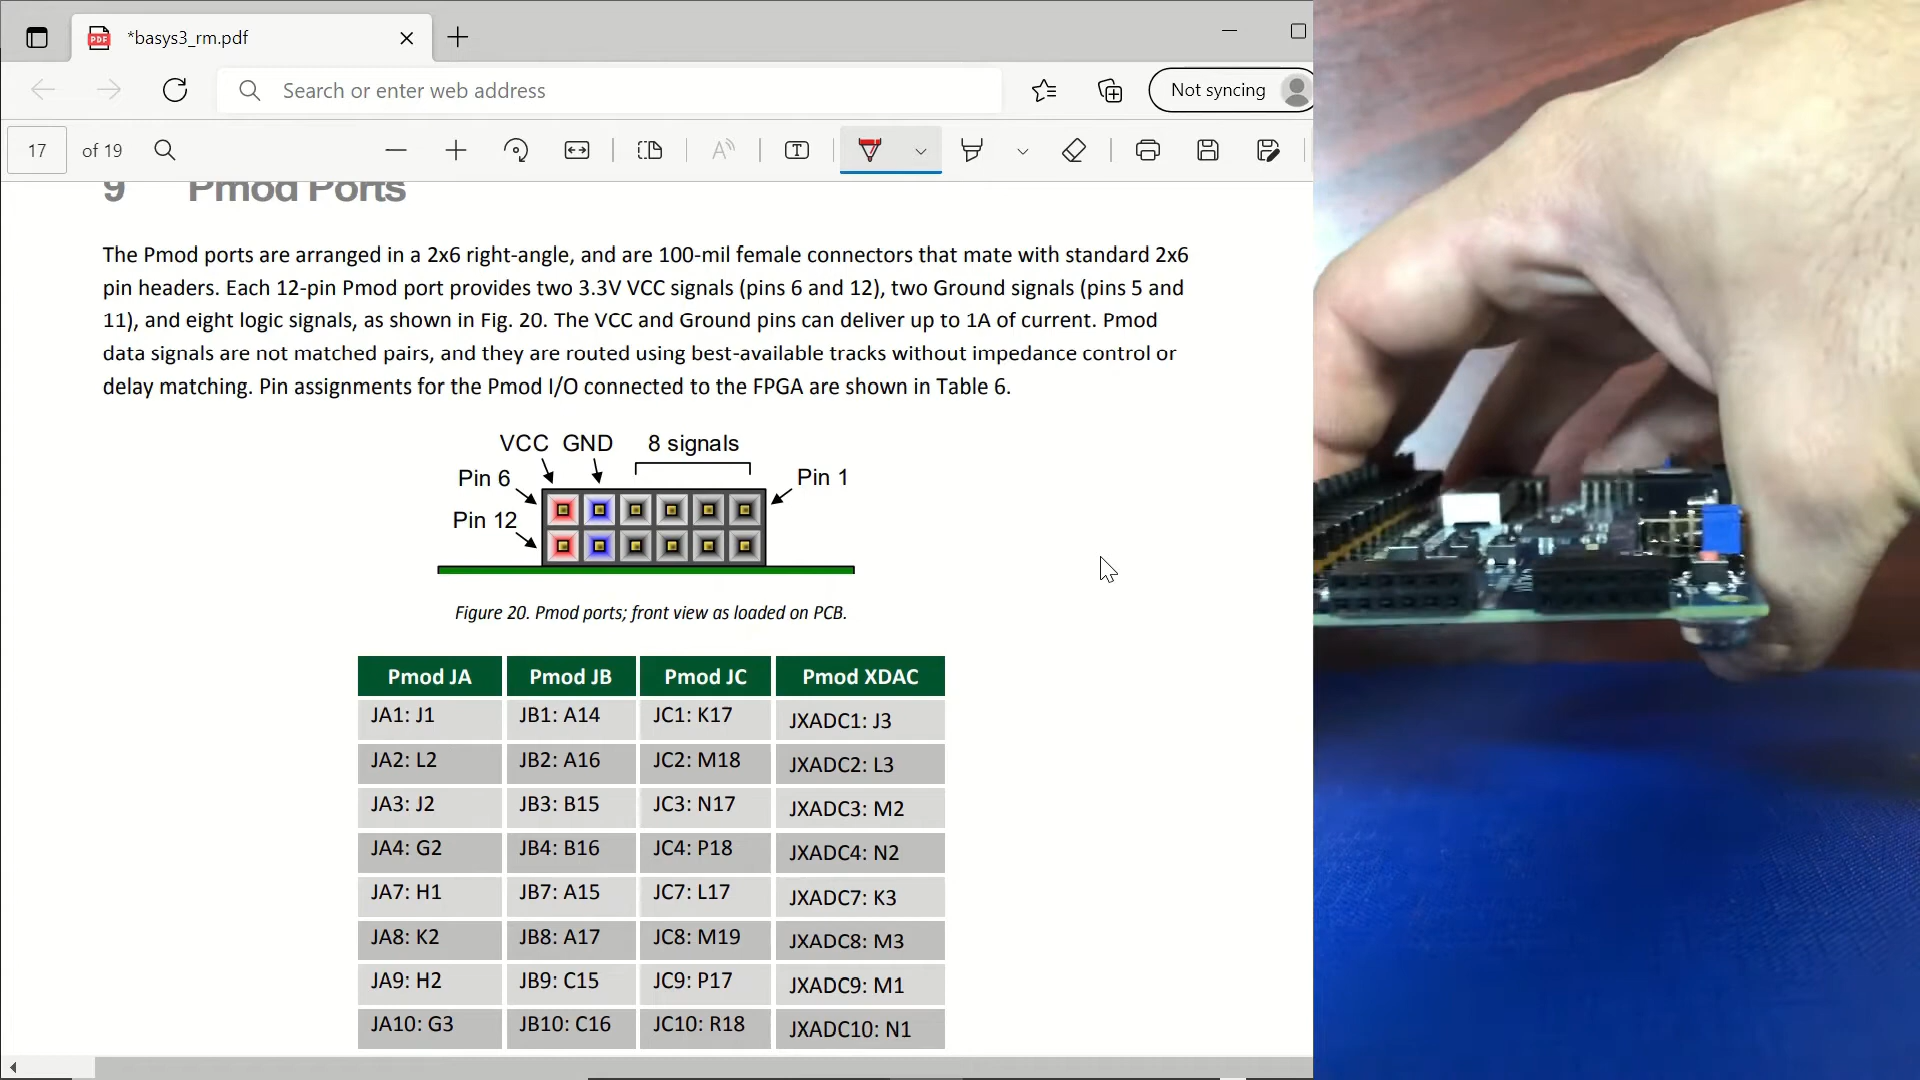 *basys3_rm.pdf
Search or enter web address
Not syncing
17 of 19
9 Pmod Ports
The Pmod ports are arranged in a 2x6 right-angle, and are 100-mil female connectors that mate with standard 2x6
pin headers. Each 12-pin Pmod port provides two 3.3V VCC signals (pins 6 and 12), two Ground signals (pins 5 and
11), and eight logic signals, as shown in Fig. 20. The VCC and Ground pins can deliver up to 1A of current. Pmod
data signals are not matched pairs, and they are routed using best-available tracks without impedance control or
delay matching. Pin assignments for the Pmod I/O connected to the FPGA are shown in Table 6.
VCC GND 8 signals
Pin 6 Pin 1
Pin 12
Figure 20. Pmod ports; front view as loaded on PCB.
Pmod JA Pmod JB Pmod JC Pmod XDAC
JA1: J1 JB1: A14 JC1: K17 JXADC1: J3
JA2: L2 JB2: A16 JC2: M18 JXADC2: L3
JA3: J2 JB3: B15 JC3: N17 JXADC3: M2
JA4: G2 JB4: B16 JC4: P18 JXADC4: N2
JA7: H1 JB7: A15 JC7: L17 JXADC7: K3
JA8: K2 JB8: A17 JC8: M19 JXADC8: M3
JA9: H2 JB9: C15 JC9: P17 JXADC9: M1
JA10: G3 JB10: C16 JC10: R18 JXADC10: N1